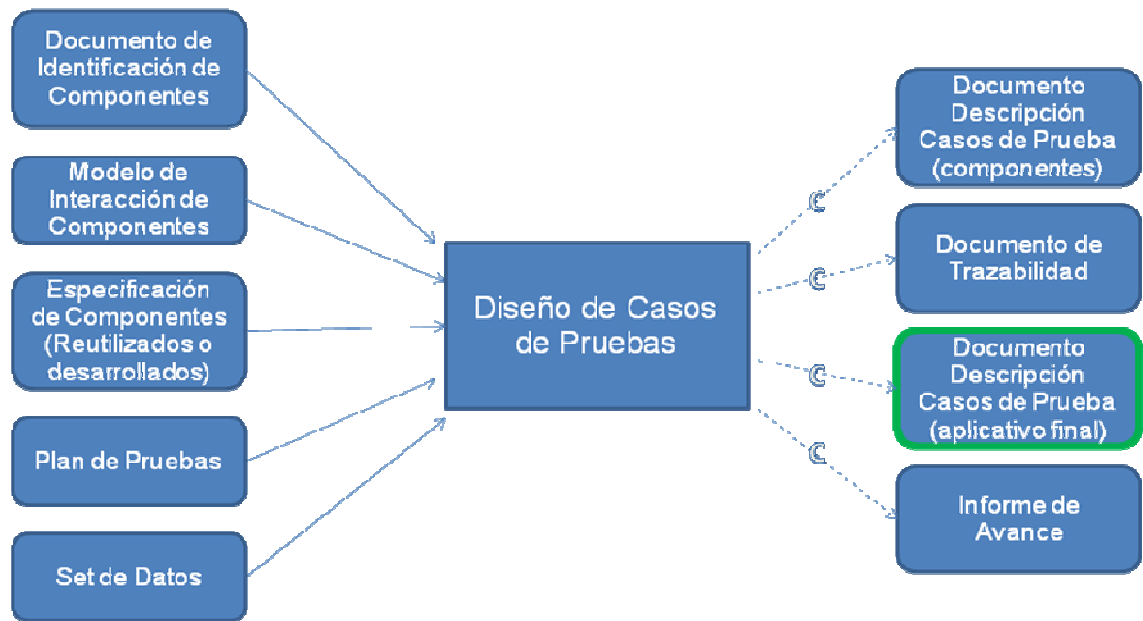 Documento de
Identificación de
Componentes
Modelo de
Interacción de
Componentes
Especificación
de Componentes
(Reutilizados o
desarrollados)
Plan de Pruebas
Set de Datos
Diseño de Casos
de Pruebas
C
C
C
C
Documento
Descripción
Casos de Prueba
(componentes)
Documento de
Trazabilidad
Documento
Descripción
Casos de Prueba
(aplicativo final)
Informe de
Avance